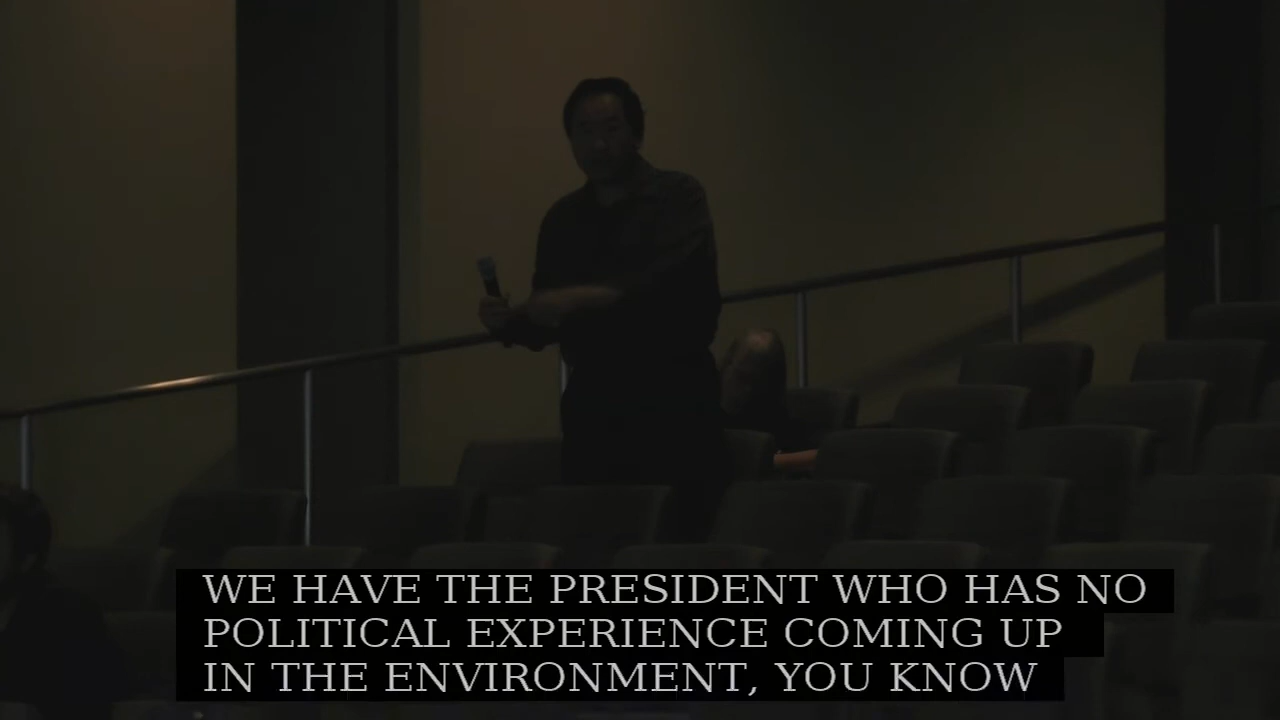 WE HAVE THE PRESIDENT WHO HAS NO
POLITICAL EXPERIENCE COMING UP
IN THE ENVIRONMENT, YOU KNOW